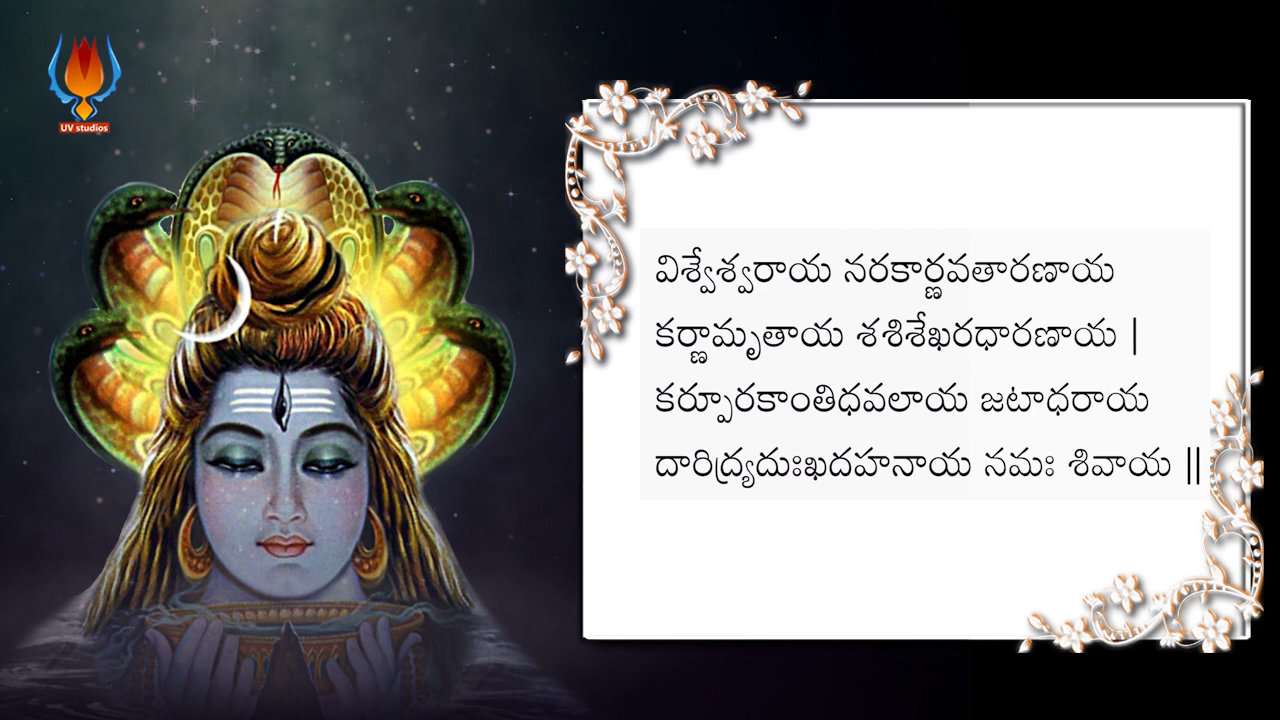 UV studios
విశ్వేశ్వరాయ నరకార్ణవతారణాయ
కర్ణామృతాయ శశిశేఖరధారణాయ |
కర్పూరకాంతిధవలాయ జటాధరాయ
దారిద్ర్యదుఃఖదహనాయ నమః శివాయ ||